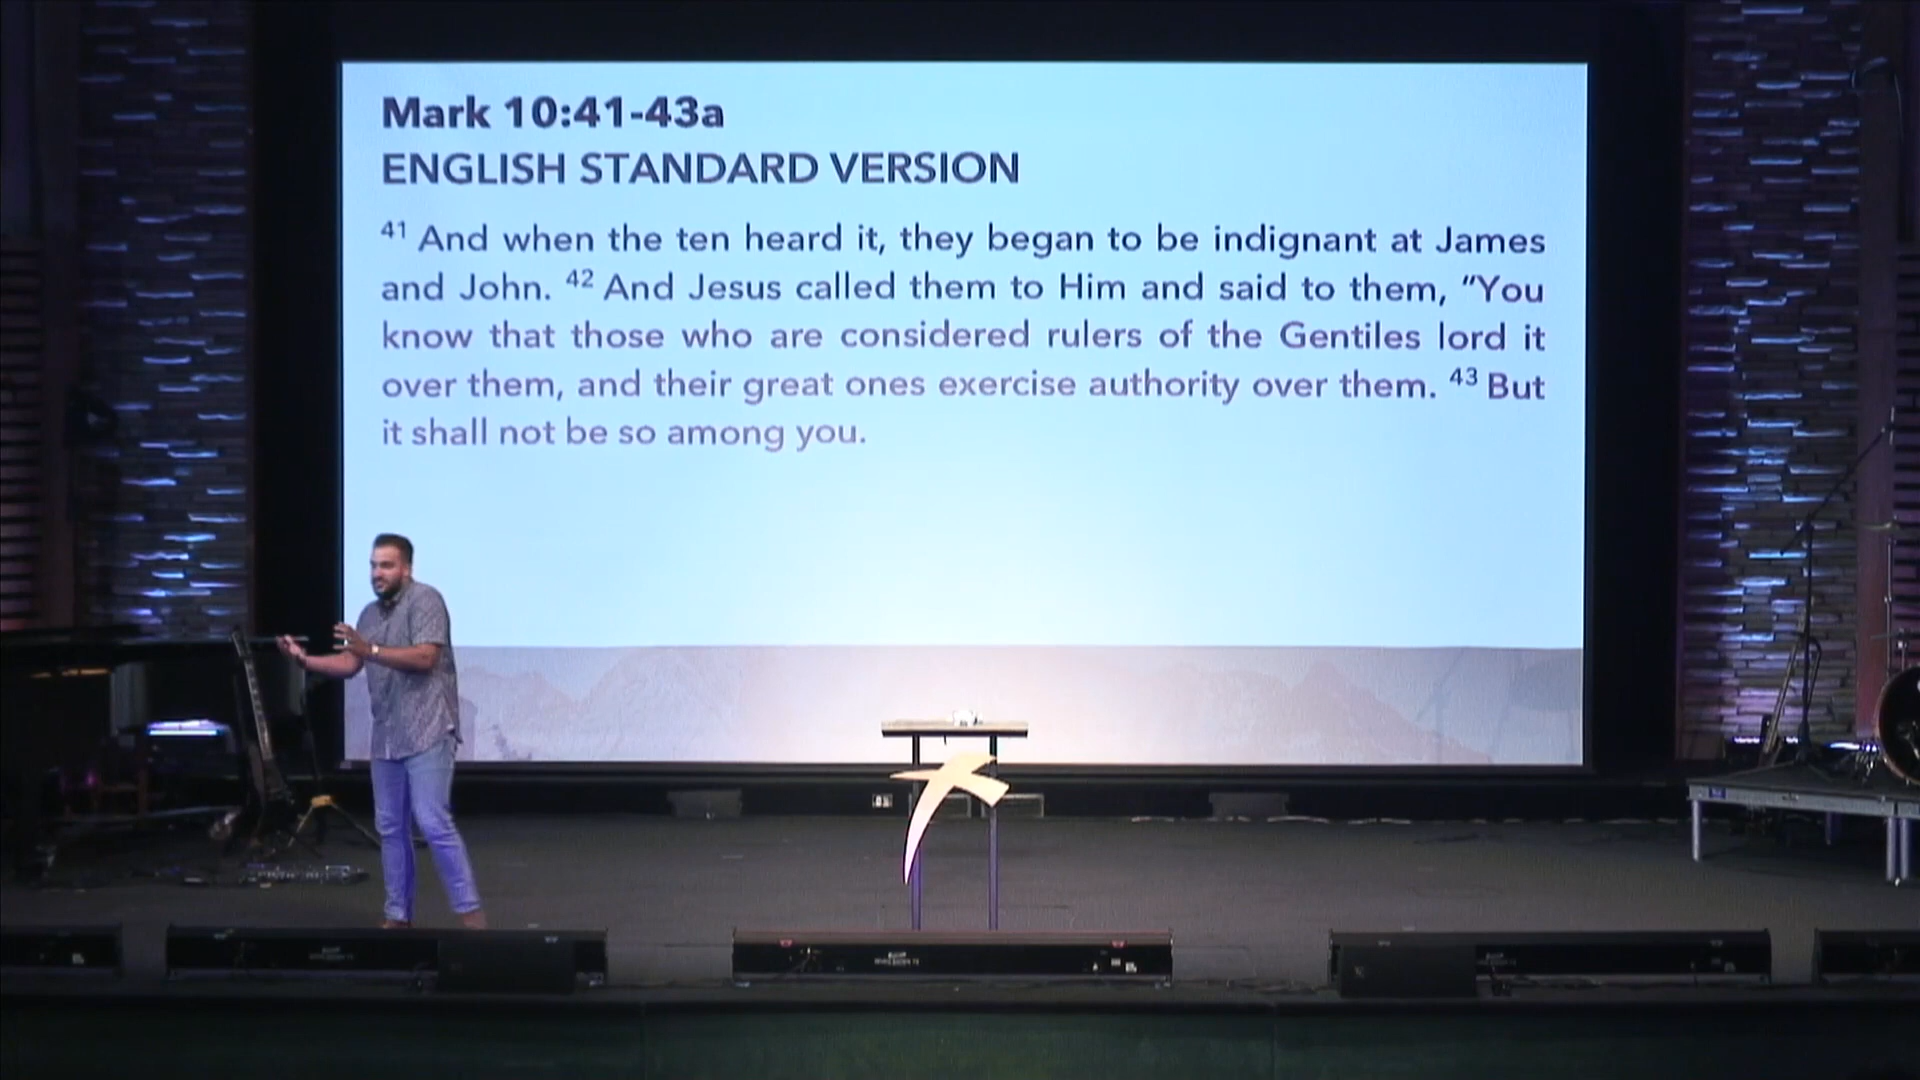 Mark 10:41-43a
ENGLISH STANDARD VERSION
41 And when the ten heard it, they began to be indignant at James
and John. 42 And Jesus called them to Him and said to them, "You
know that those who are considered rulers of the Gentiles lord it
over them, and their great ones exercise authority over them. 43 But
it shall not be so among you.